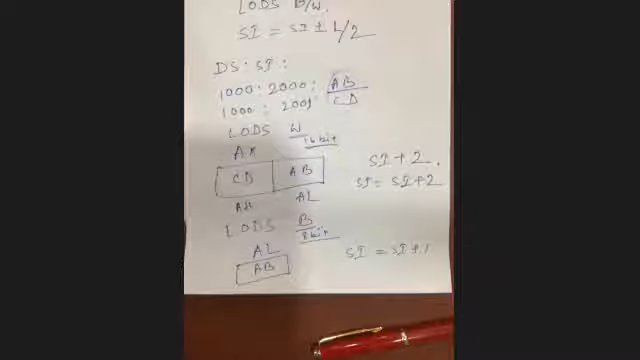 LODS B/W.
SI = SI ± 1/2
DS: SI:
1000: 2000: AB
1000: 2001 CD
LODS W
16 bit
AX
CD AB
AH AL
SI + 2.
SI = SI + 2
LODS B
8 bit
AL
AB
SI = SI + 1